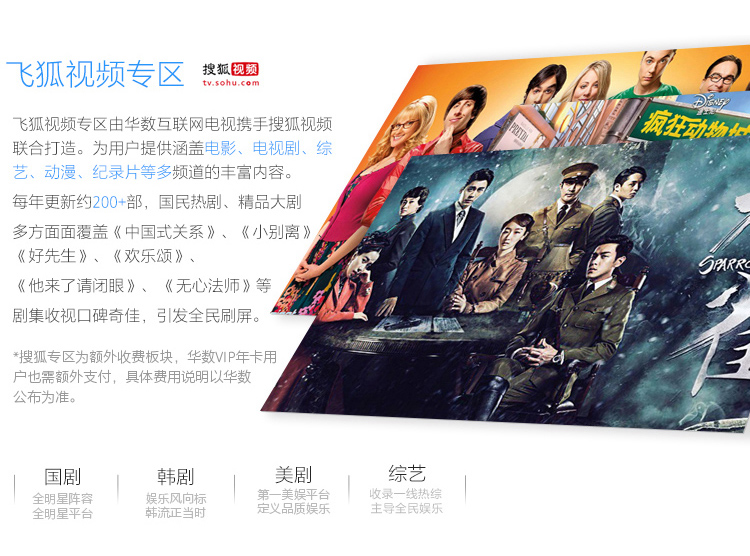 飞狐视频专区
搜狐视频
tv.sohu.com
飞狐视频专区由华数互联网电视携手搜狐视频
联合打造。为用户提供涵盖电影、电视剧、综
艺、动漫、纪录片等多频道的丰富内容。
每年更新约200+部，国民热剧、精品大剧
多方面面覆盖《中国式关系》、《小别离》
《好先生》、《欢乐颂》、
《他来了请闭眼》、《无心法师》等
剧集收视口碑奇佳，引发全民刷屏。
*搜狐专区为额外收费板块，华数VIP年卡用
户也需额外支付，具体费用说明以华数
公布为准。
DISNEY
疯狂动物城
SPARRO
雀
国剧
全明星阵容
全明星平台
韩剧
娱乐风向标
韩流正当时
美剧
第一美娱平台
定义品质娱乐
综艺
收录一线热综
主导全民娱乐